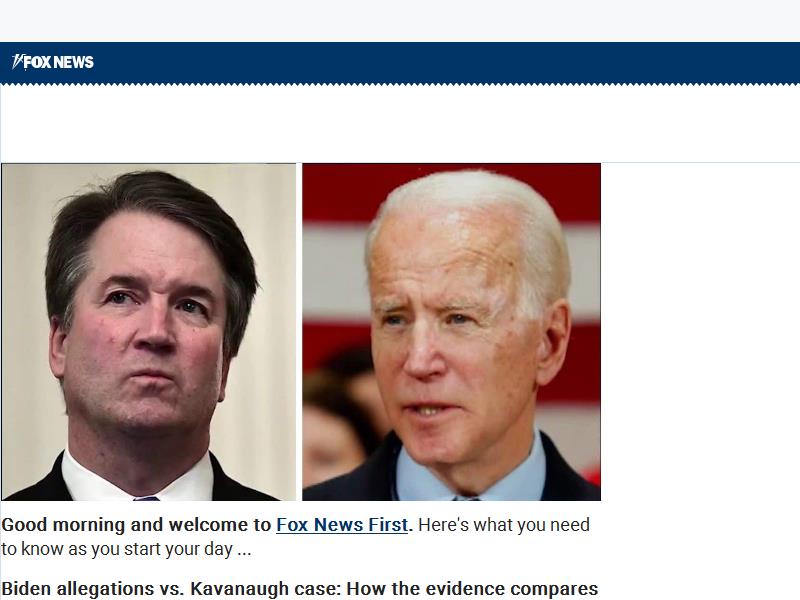 FOX NEWS
Good morning and welcome to Fox News First. Here's what you need
to know as you start your day ...
Biden allegations vs. Kavanaugh case: How the evidence compares